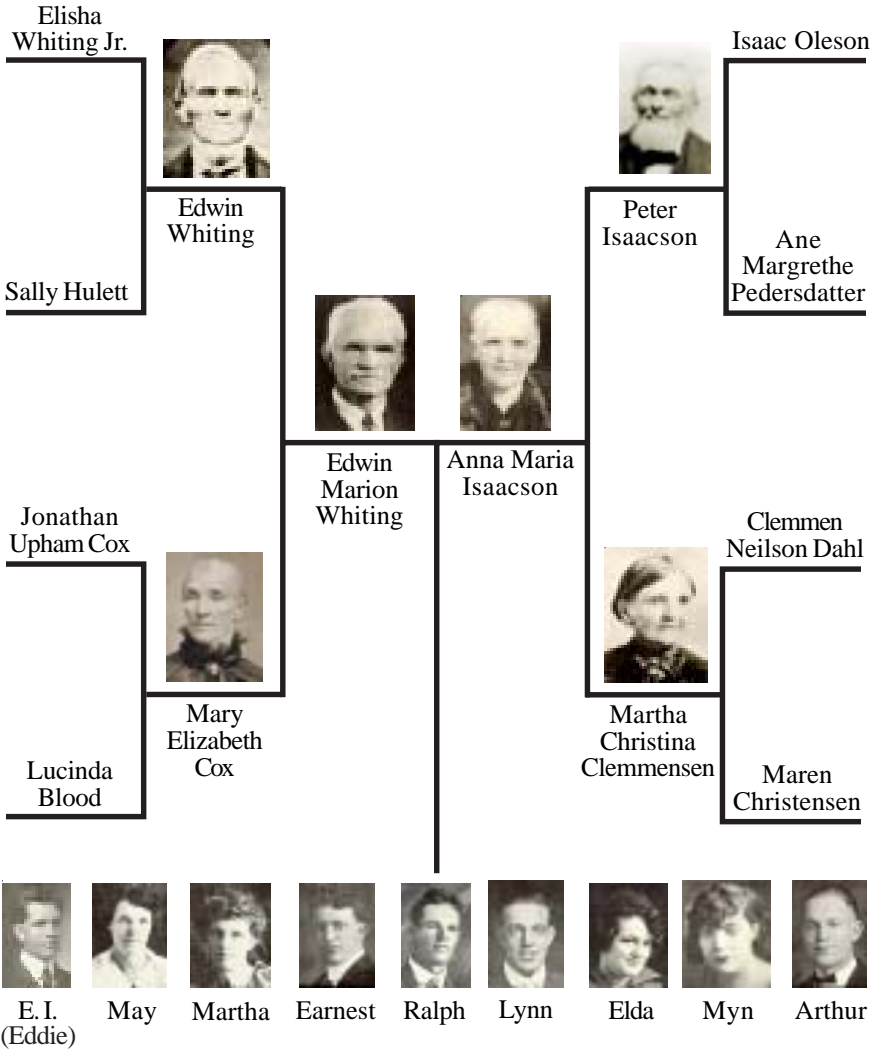 Elisha
Whiting Jr.
Isaac Oleson
Edwin
Whiting
Peter
Isaacson
Sally Hulett
Ane
Margrethe
Pedersdatter
Edwin
Marion
Whiting
Anna Maria
Isaacson
Jonathan
Upham Cox
Clemmen
Neilson Dahl
Mary
Elizabeth
Cox
Martha
Christina
Clemmensen
Lucinda
Blood
Maren
Christensen
E. I.
(Eddie)
May
Martha
Earnest
Ralph
Lynn
Elda
Myn
Arthur